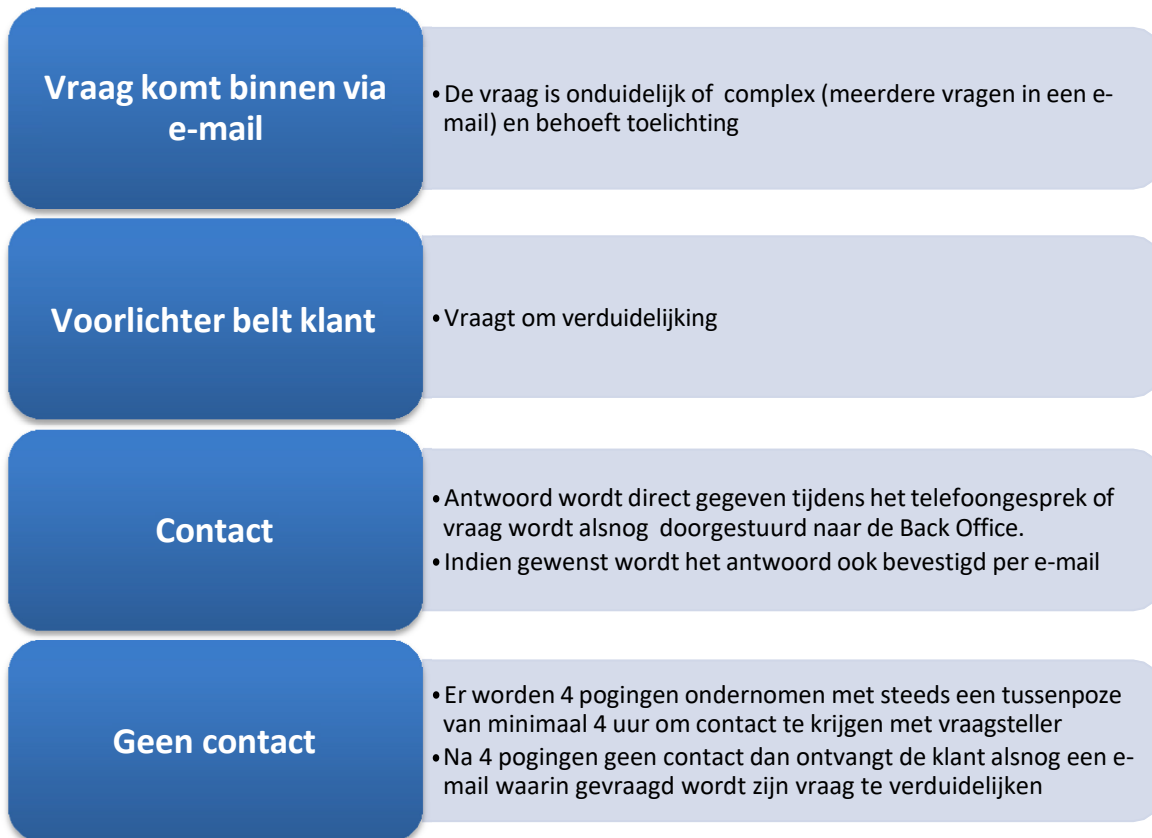 Vraag komt binnen via
e-mail
• De vraag is onduidelijk of  complex (meerdere vragen in een e-
mail) en behoeft toelichting
Voorlichter belt klant
• Vraagt om verduidelijking
Contact
• Antwoord wordt direct gegeven tijdens het telefoongesprek of
vraag wordt alsnog  doorgestuurd naar de Back Office.
• Indien gewenst wordt het antwoord ook bevestigd per e-mail
Geen contact
• Er worden 4 pogingen ondernomen met steeds een tussenpoze
van minimaal 4 uur om contact te krijgen met vraagsteller
• Na 4 pogingen geen contact dan ontvangt de klant alsnog een e-
mail waarin gevraagd wordt zijn vraag te verduidelijken